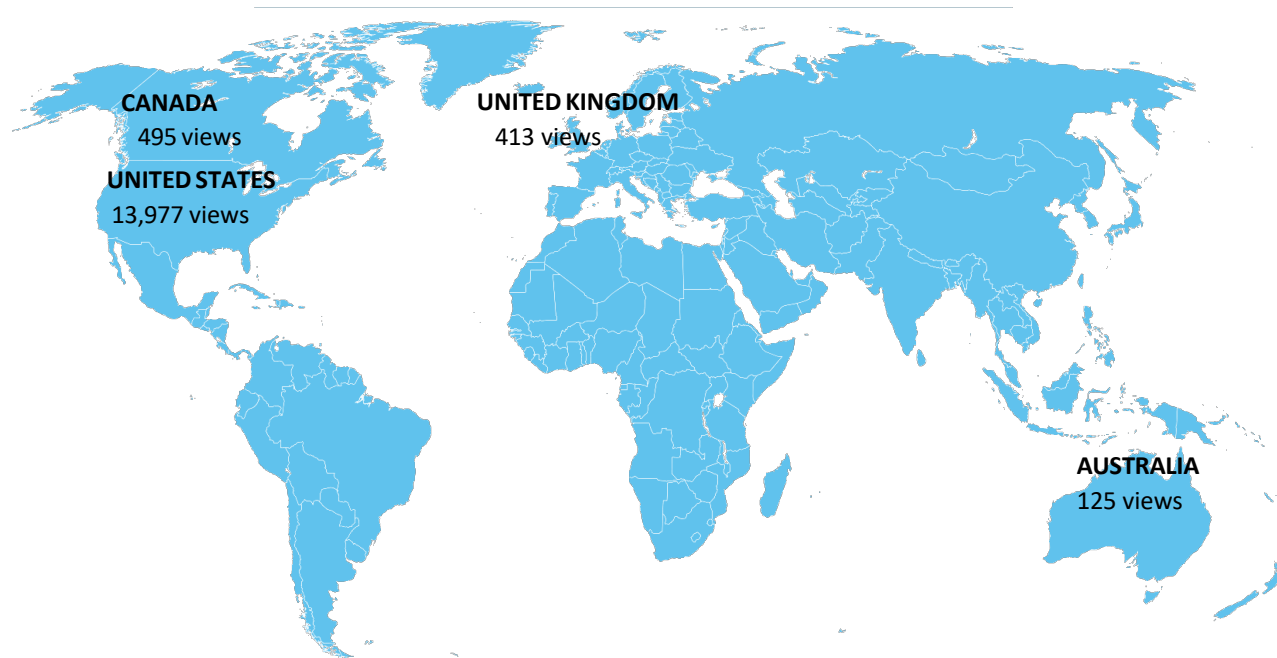 CANADA
495 views
UNITED STATES
13,977 views
UNITED KINGDOM
413 views
AUSTRALIA
125 views